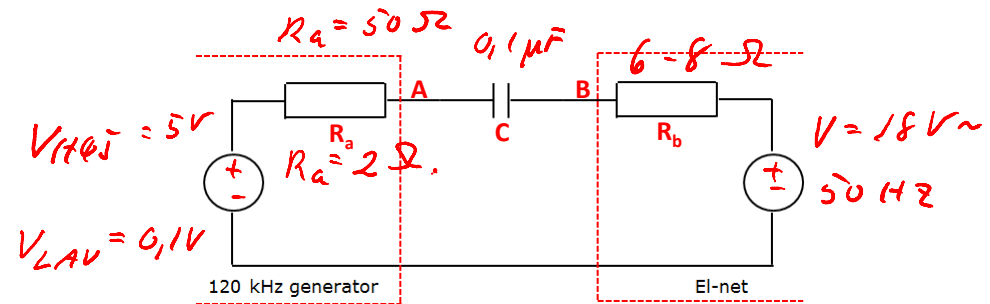 Ra = 50 Ω
0,1 μF
6-8 Ω
A
B
VHØJ = 5V
Ra
C
Rb
V = 18V~
Ra = 2 Ω.
+
-
+
-
50 HZ
VLAV = 0,1V
120 kHz generator
El-net